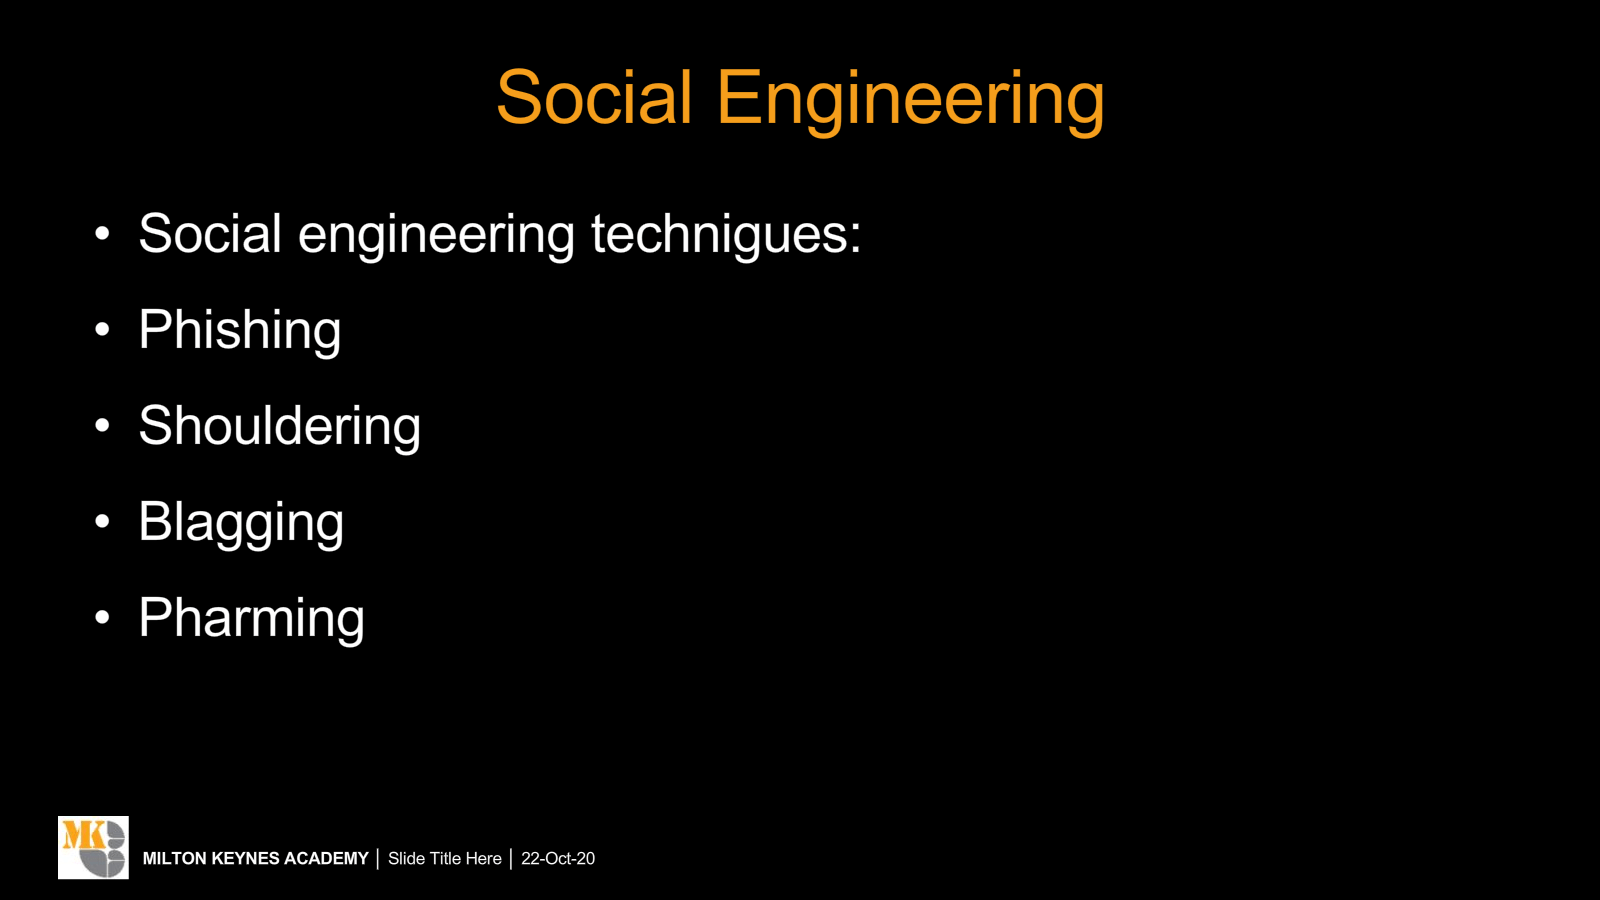 Social Engineering
• Social engineering technigues:
• Phishing
• Shouldering
• Blagging
• Pharming
MK
MILTON KEYNES ACADEMY | Slide Title Here | 22-Oct-20